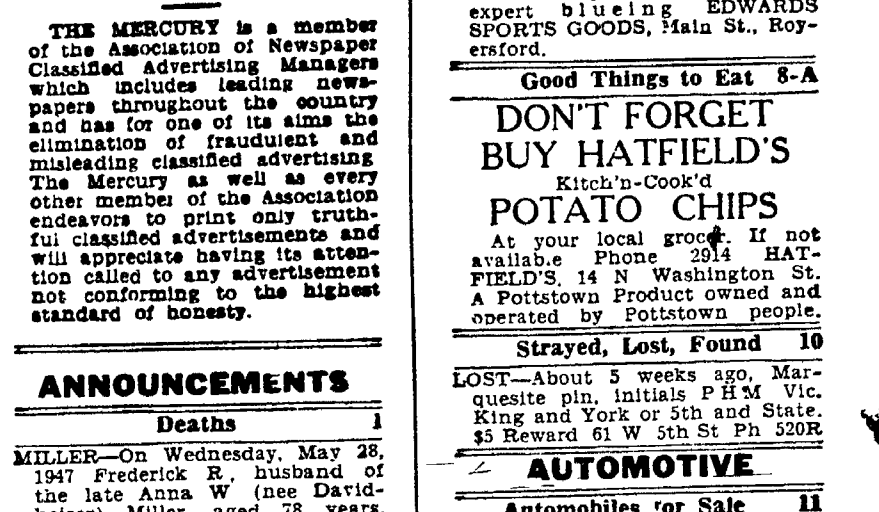 THE MERCURY is a member
of the Association of Newspaper
Classified Advertising Managers
which includes leading news-
papers throughout the country
and has for one of its aims the
elimination of fraudulent and
misleading classified advertising
The Mercury as well as every
other member of the Association
endeavors to print only truth-
ful classified advertisements and
will appreciate having its atten-
tion called to any advertisement
not conforming to the highest
standard of honesty.
ANNOUNCEMENTS
Deaths 1
MILLER—On Wednesday, May 28,
1947 Frederick R, husband of
the late Anna W (nee David-
Miller aged 78 years.
expert blueing EDWARDS
SPORTS GOODS, Main St., Roy-
ersford.
Good Things to Eat 8-A
DON'T FORGET
BUY HATFIELD'S
Kitch'n-Cook'd
POTATO CHIPS
At your local grocer. If not
availab.e Phone 2914 HAT-
FIELD'S, 14 N Washington St.
A Pottstown Product owned and
operated by Pottstown people.
Strayed, Lost, Found 10
LOST—About 5 weeks ago, Mar-
quesite pin, initials P H M Vic.
King and York or 5th and State.
$5 Reward 61 W 5th St Ph 520R
AUTOMOTIVE
Automobiles for Sale 11